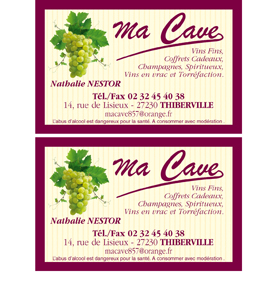 Ma Cave
Vins Fins,
Coffrets Cadeaux,
Champagnes, Spiritueux,
Vins en vrac et Torréfaction.
Nathalie NESTOR
Tél./Fax 02 32 45 40 38
14, rue de Lisieux - 27230 THIBERVILLE
macave857@orange.fr
L'abus d'alcool est dangereux pour la santé. A consommer avec modération.
Ma Cave
Vins Fins,
Coffrets Cadeaux,
Champagnes, Spiritueux,
Vins en vrac et Torréfaction.
Nathalie NESTOR
Tél./Fax 02 32 45 40 38
14, rue de Lisieux - 27230 THIBERVILLE
macave857@orange.fr
L'abus d'alcool est dangereux pour la santé. A consommer avec modération.